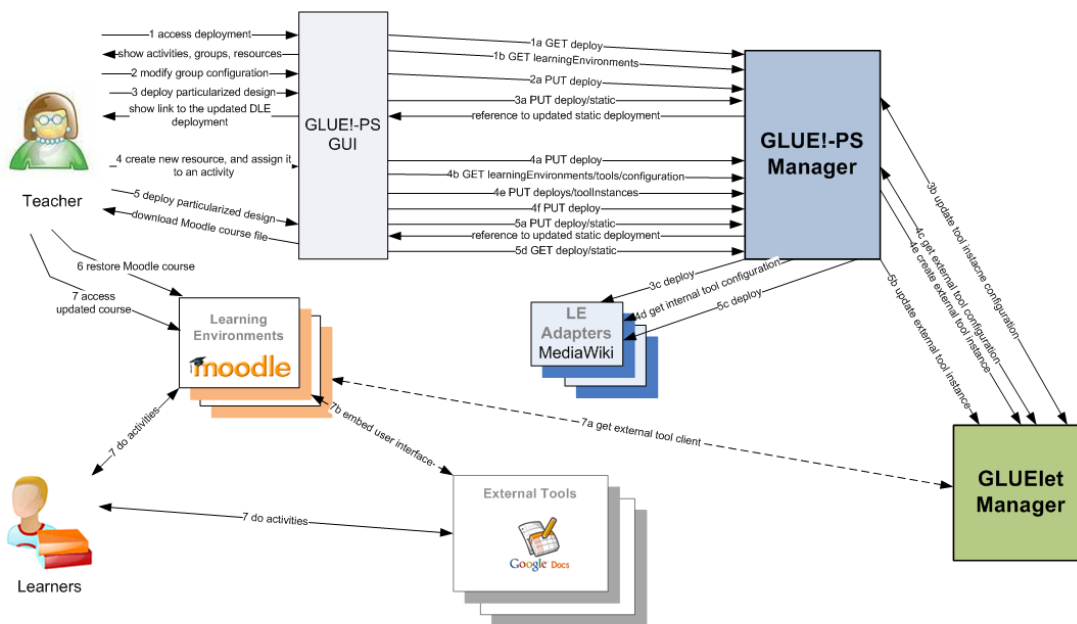 1 access deployment
show activities, groups, resources
2 modify group configuration
3 deploy particularized design
show link to the updated DLE
deployment
4 create new resource, and assign it
to an activity
5 deploy particularized design
download Moodle course file
Teacher
GLUE!-PS
GUI
1a GET deploy
1b GET learningEnvironments
2a PUT deploy
3a PUT deploy/static
reference to updated static deployment
4a PUT deploy
4b GET learningEnvironments/tools/configuration
4e PUT deploys/toolInstances
4f PUT deploy
5a PUT deploy/static
reference to updated static deployment
5d GET deploy/static
GLUE!-PS
Manager
3b update tool instacne configuration
4c get external tool configuration
4e create external tool instance
5b update external tool instance
3c deploy
4d get internal tool configuration
5c deploy
6 restore Moodle course
7 access
updated course
Learning
Environments
moodle
LE
Adapters
MediaWiki
7 do activities
7b embed user interface
7a get external tool client
GLUElet
Manager
External Tools
Google Docs
7 do activities
Learners